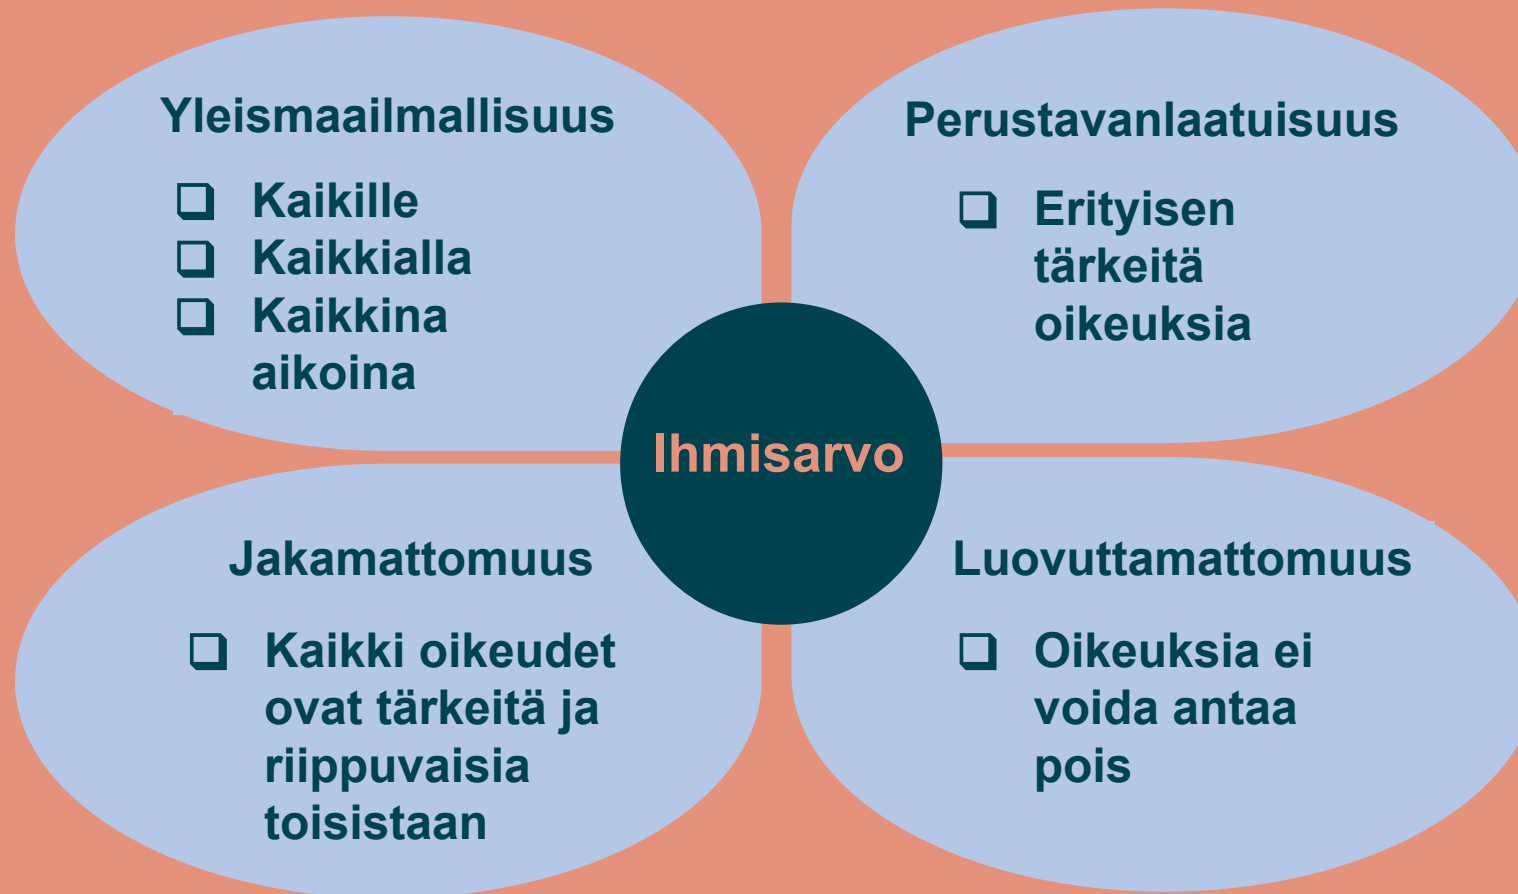 Yleismaailmallisuus
❑ Kaikille
❑ Kaikkialla
❑ Kaikkina
aikoina
Perustavanlaatuisuus
❑ Erityisen
tärkeitä
oikeuksia
Ihmisarvo
Jakamattomuus
❑ Kaikki oikeudet
ovat tärkeitä ja
riippuvaisia
toisistaan
Luovuttamattomuus
❑ Oikeuksia ei
voida antaa
pois